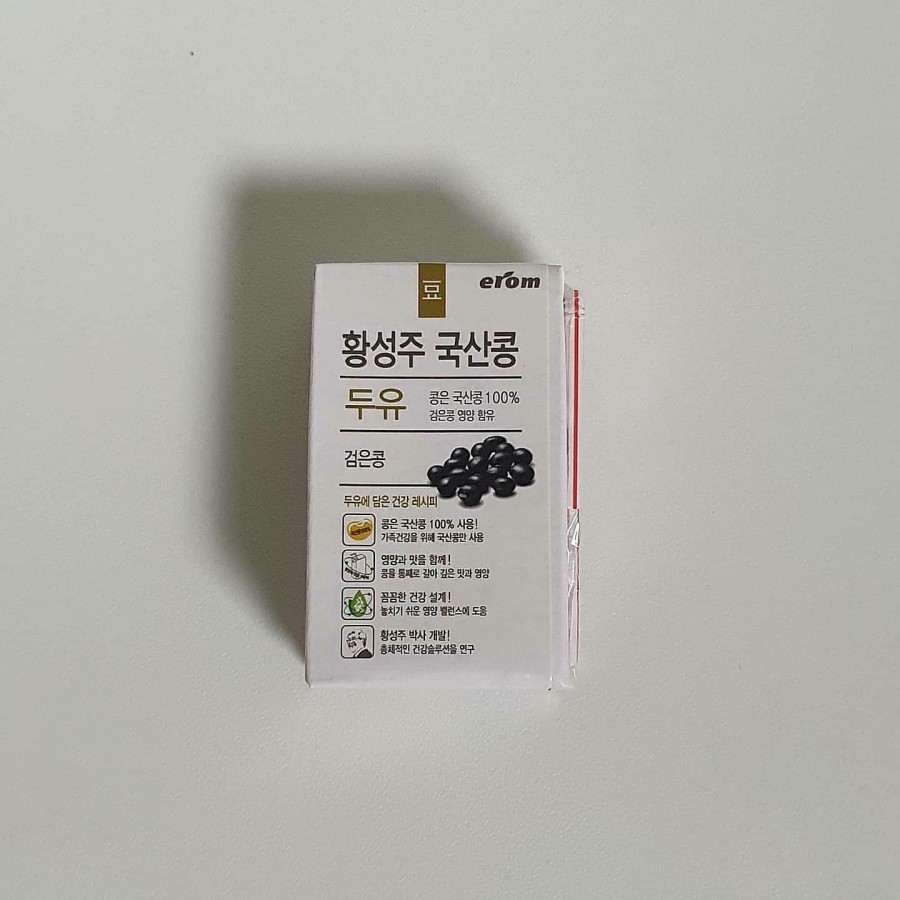 豆
erom
황성주 국산콩
두유
콩은 국산콩 100%
검은콩 영양 함유
검은콩
두유에 담은 건강 레시피
콩은 국산콩 100% 사용!
가족건강을 위해 국산콩만 사용
영양과 맛을 함께!
콩을 통째로 갈아 깊은 맛과 영양
꼼꼼한 건강 설계!
놓치기 쉬운 영양 밸런스에 도움
황성주 박사 개발!
총체적인 건강솔루션을 연구